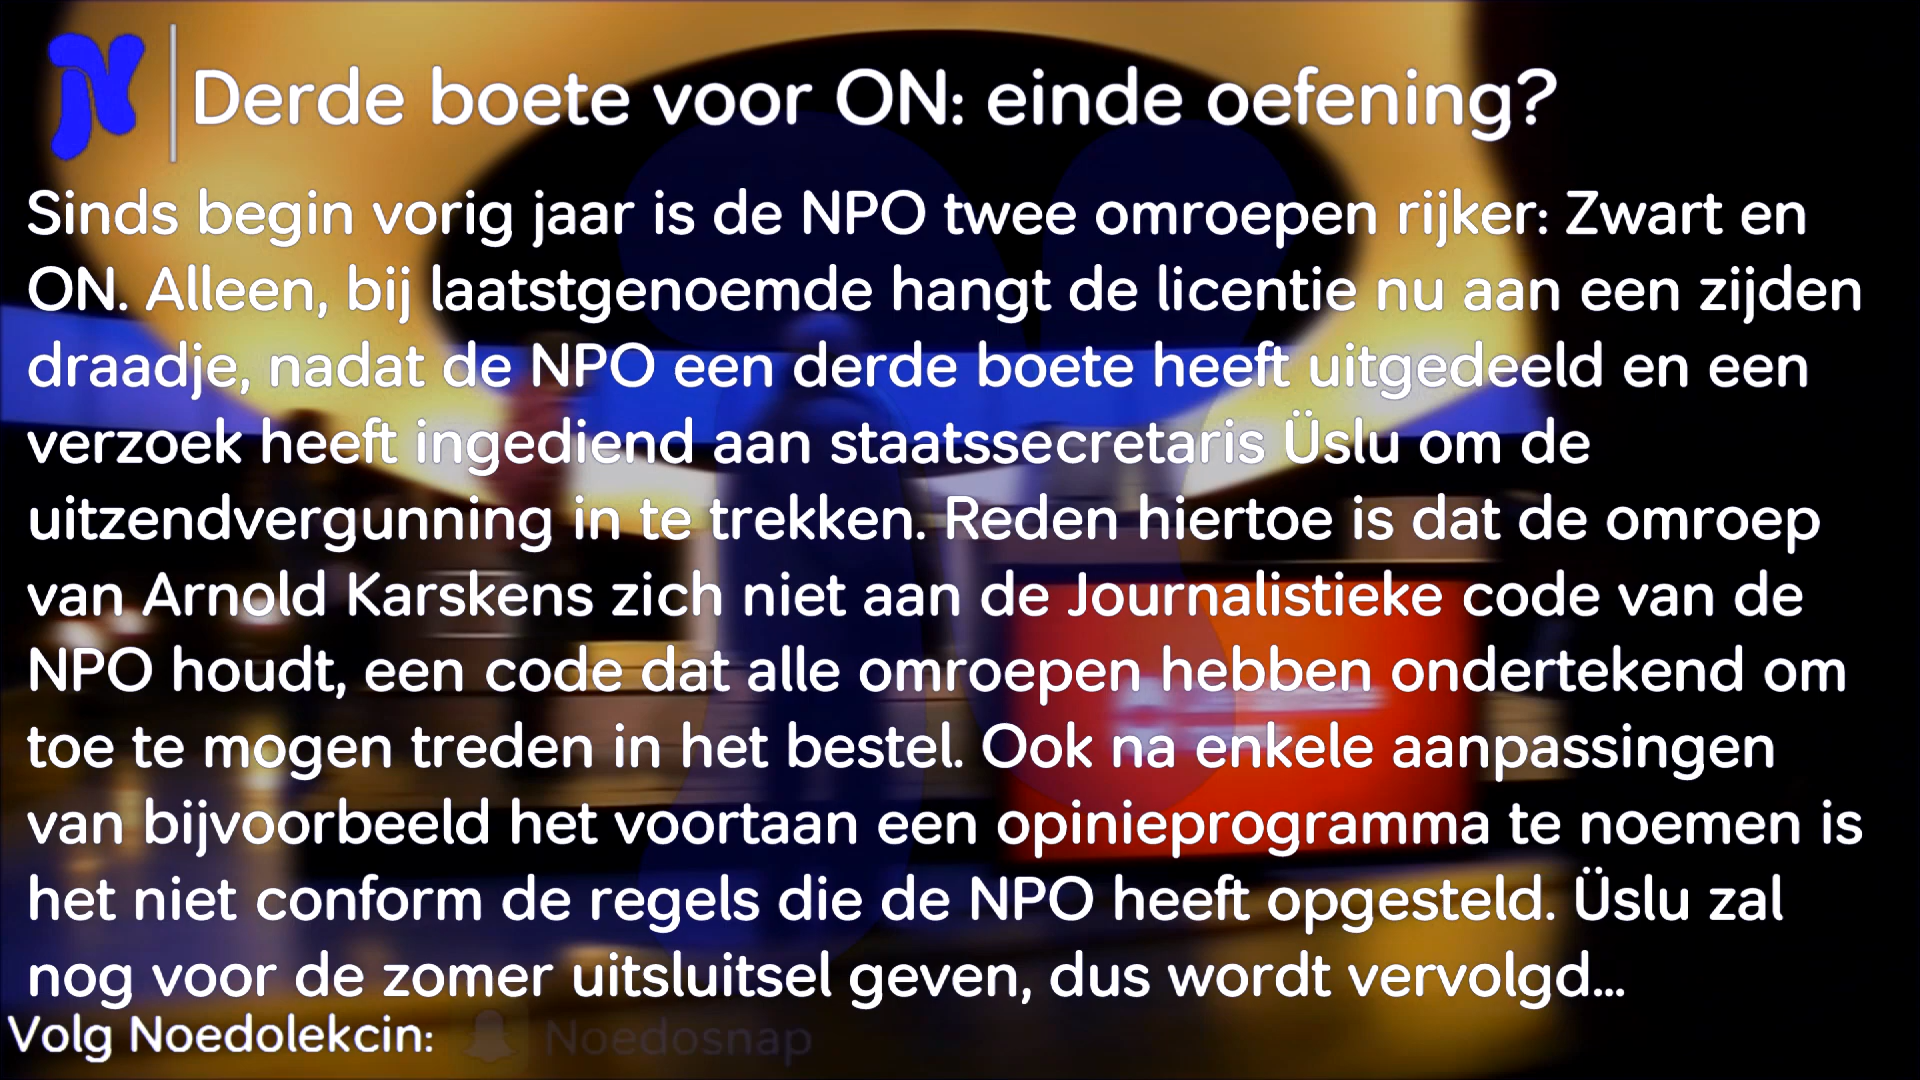 Derde boete voor ON: einde oefening?
Sinds begin vorig jaar is de NPO twee omroepen rijker: Zwart en
ON. Alleen, bij laatstgenoemde hangt de licentie nu aan een zijden
draadje, nadat de NPO een derde boete heeft uitgedeeld en een
verzoek heeft ingediend aan staatssecretaris Üslu om de
uitzendvergunning in te trekken. Reden hiertoe is dat de omroep
van Arnold Karskens zich niet aan de Journalistieke code van de
NPO houdt, een code dat alle omroepen hebben ondertekend om
toe te mogen treden in het bestel. Ook na enkele aanpassingen
van bijvoorbeeld het voortaan een opinieprogramma te noemen is
het niet conform de regels die de NPO heeft opgesteld. Üslu zal
nog voor de zomer uitsluitsel geven, dus wordt vervolgd...
Volg Noedolekcin: Noedosnap